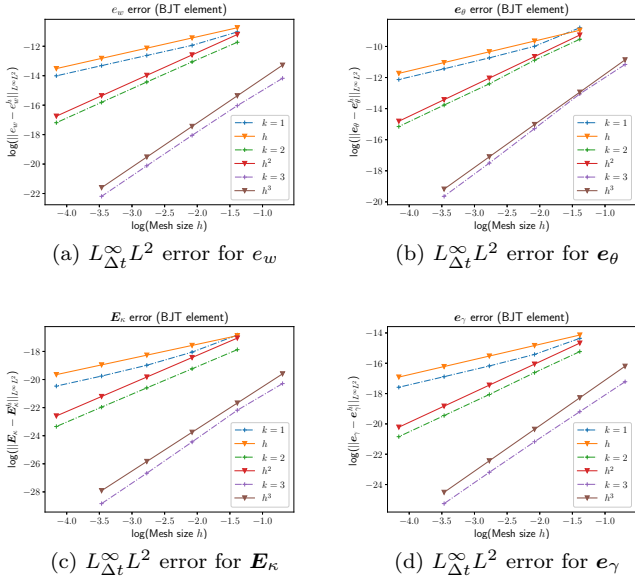 e_w error (BJT element)
log(||e_w − e_w^h||_{L^∞L^2})
−12
−14
−16
−18
−20
−22
k = 1
h
k = 2
h^2
k = 3
h^3
−4.0 −3.5 −3.0 −2.5 −2.0 −1.5 −1.0
log(Mesh size h)
(a) L^∞_{Δt}L^2 error for e_w
e_θ error (BJT element)
log(||e_θ − e_θ^h||_{L^∞L^2})
−10
−12
−14
−16
−18
−20
k = 1
h
k = 2
h^2
k = 3
h^3
−4.0 −3.5 −3.0 −2.5 −2.0 −1.5 −1.0
log(Mesh size h)
(b) L^∞_{Δt}L^2 error for e_θ
E_κ error (BJT element)
log(||E_κ − E_κ^h||_{L^∞L^2})
−18
−20
−22
−24
−26
−28
k = 1
h
k = 2
h^2
k = 3
h^3
−4.0 −3.5 −3.0 −2.5 −2.0 −1.5 −1.0
log(Mesh size h)
(c) L^∞_{Δt}L^2 error for E_κ
e_γ error (BJT element)
log(||e_γ − e_γ^h||_{L^∞L^2})
−14
−16
−18
−20
−22
−24
k = 1
h
k = 2
h^2
k = 3
h^3
−4.0 −3.5 −3.0 −2.5 −2.0 −1.5 −1.0
log(Mesh size h)
(d) L^∞_{Δt}L^2 error for e_γ